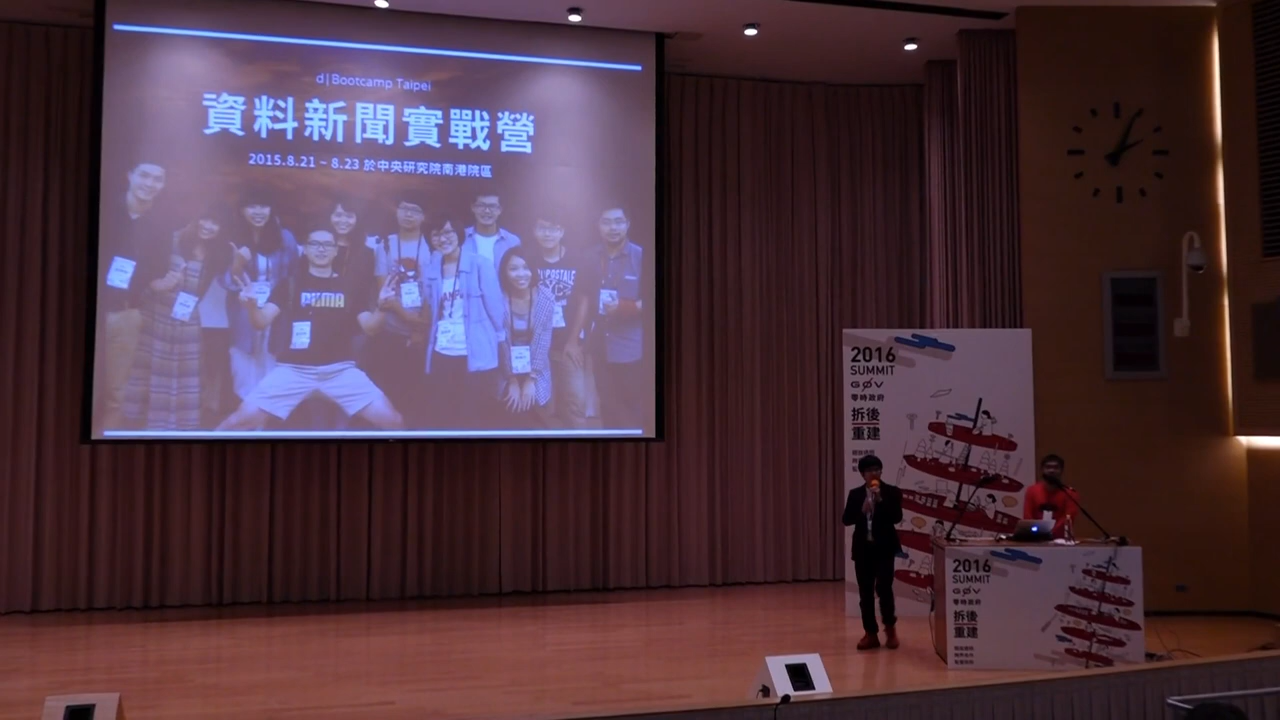 d|Bootcamp Taipei
資料新聞實戰營
2015.8.21 ~ 8.23 於中央研究院南港院區
PUMA
2016
SUMMIT
GØV
零時政府
拆後
重建
2016
SUMMIT
GØV
零時政府
拆後
重建